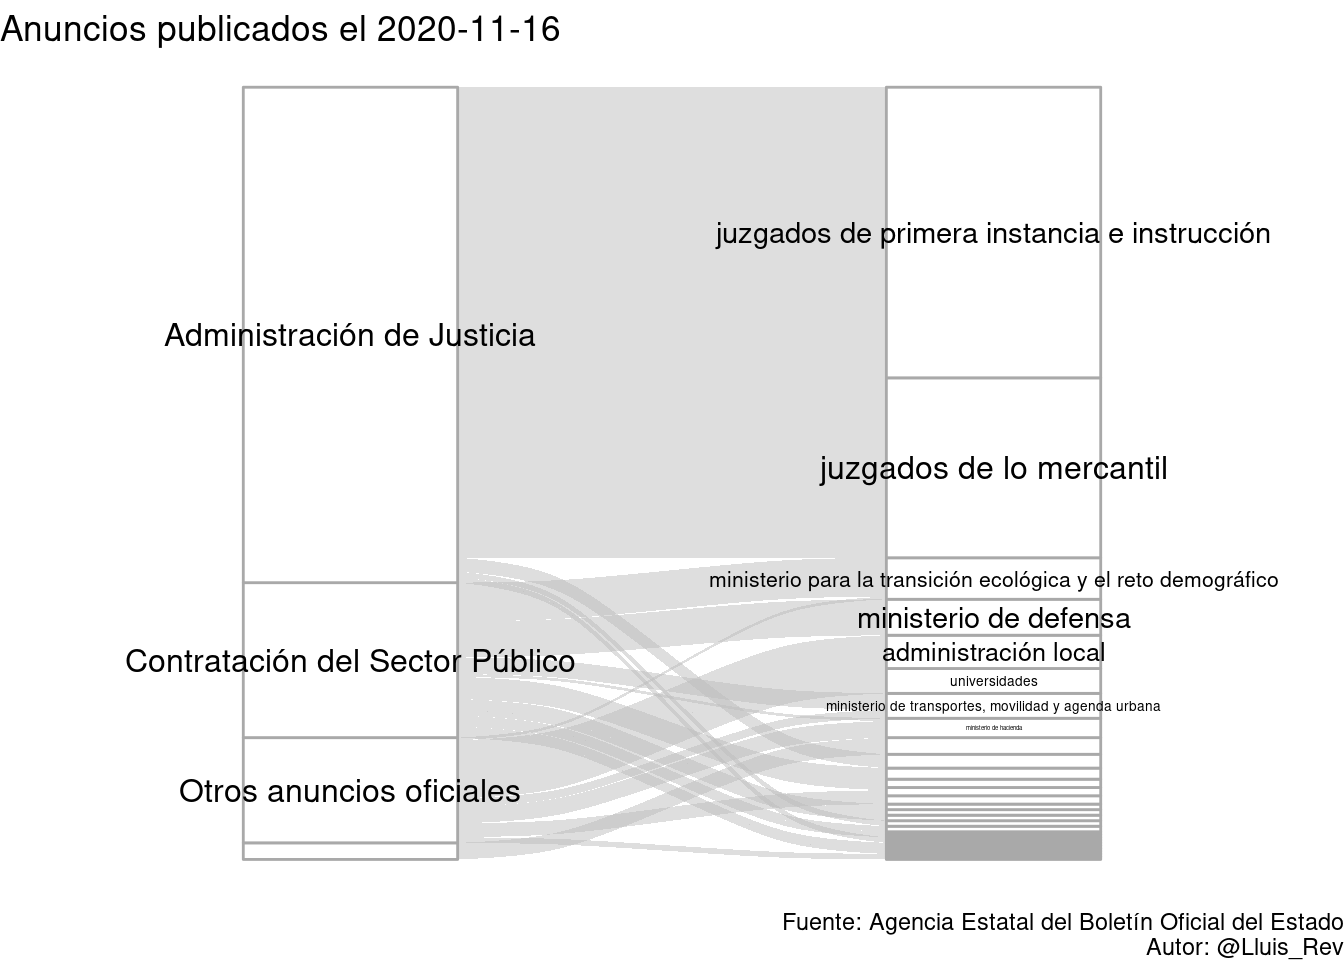 Anuncios publicados el 2020-11-16
juzgados de primera instancia e instrucción
Administración de Justicia
juzgados de lo mercantil
ministerio para la transición ecológica y el reto demográfico
ministerio de defensa
administración local
Contratación del Sector Público
universidades
ministerio de transportes, movilidad y agenda urbana
ministerio de hacienda
Otros anuncios oficiales
Fuente: Agencia Estatal del Boletín Oficial del Estado
Autor: @Lluis_Rev